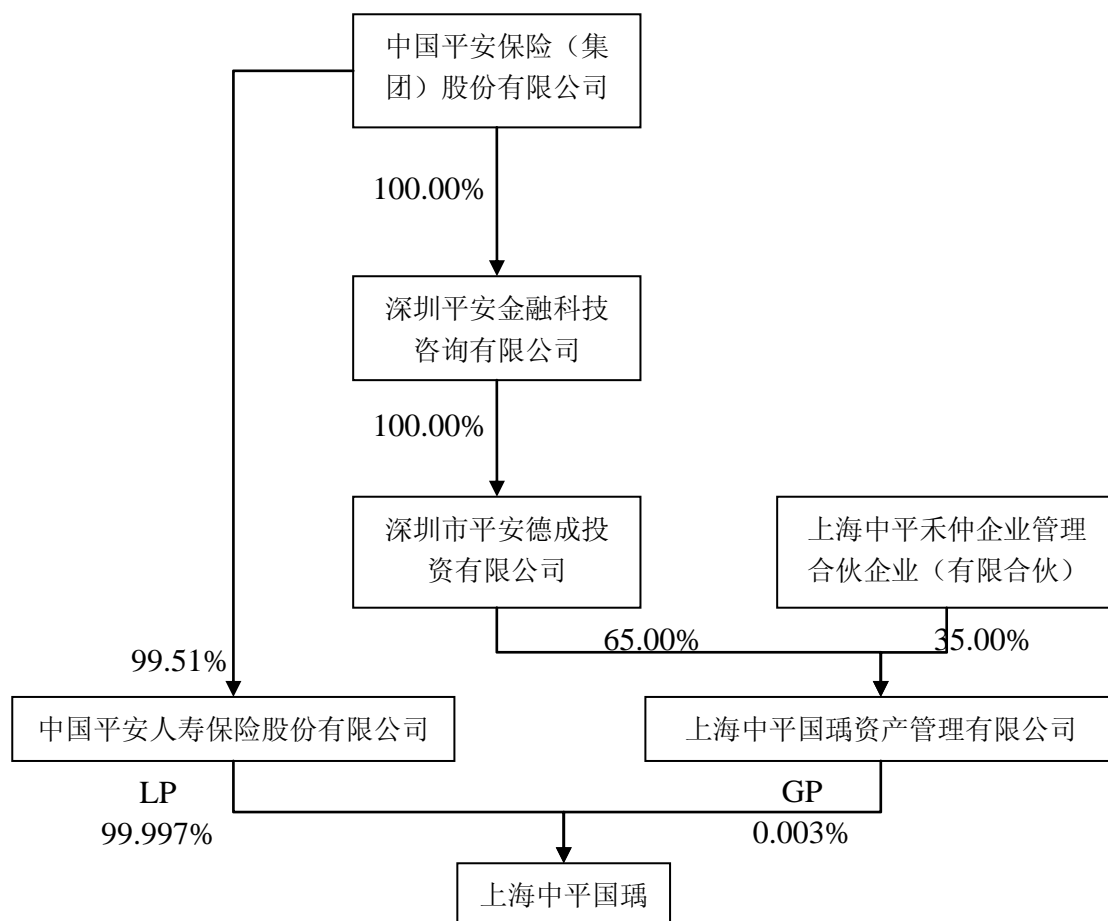 中国平安保险（集
团）股份有限公司
100.00%
深圳平安金融科技
咨询有限公司
100.00%
深圳市平安德成投
资有限公司
上海中平禾仲企业管理
合伙企业（有限合伙）
65.00%
35.00%
99.51%
中国平安人寿保险股份有限公司
上海中平国瑀资产管理有限公司
LP
99.997%
GP
0.003%
上海中平国瑀